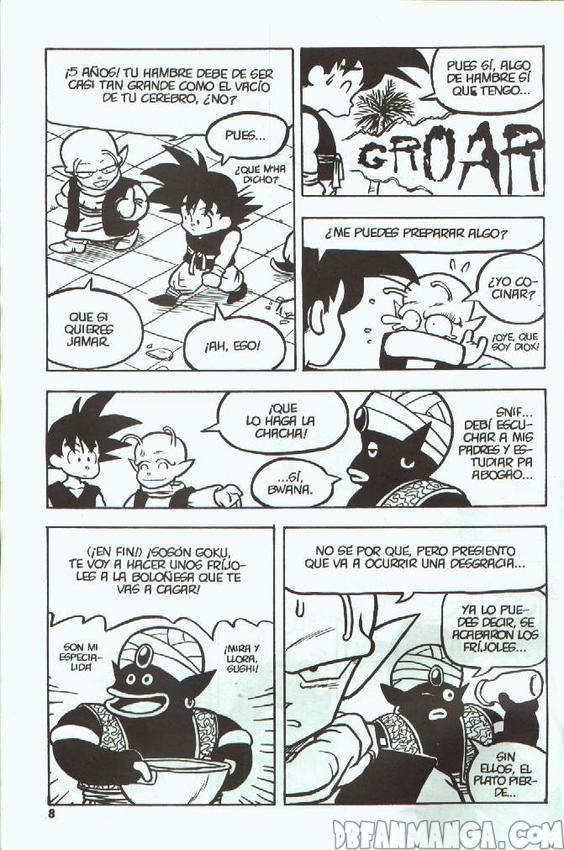 ¡5 AÑOS! TU HAMBRE DEBE DE SER
CASI TAN GRANDE COMO EL VACÍO
DE TU CEREBRO, ¿NO?
PUES...
¿QUE M'HA
DICHO?
QUE SI
QUIERES
JAMAR.
¡AH, ESO!
PUES SÍ, ALGO
DE HAMBRE SÍ
QUE TENGO...
GROAR
¿ME PUEDES PREPARAR ALGO?
¿YO CO-
CINAR?
¡OYE, QUE
SOY DIOX!
¡QUE
LO HAGA LA
CHACHA!
...SÍ,
BWANA.
SNIF...
DEBÍ ESCU-
CHAR A MIS
PADRES Y ES-
TUDIAR PA
ABOGAO...
(¡EN FIN!) ¡SOSÓN GOKU,
TE VOY A HACER UNOS FRÍJO-
LES A LA BOLOÑESA QUE TE
VAS A CAGAR!
SON MI
ESPECIA-
LIDÁ
¡MIRA Y
LLORA,
SUSHI!
NO SÉ POR QUÉ, PERO PRESIENTO
QUE VA A OCURRIR UNA DESGRACIA...
YA LO PUE-
DES DECIR, SE
ACABARON LOS
FRÍJOLES...
SIN
ELLOS, EL
PLATO PIER-
DE...
8
DBFANMANGA.COM